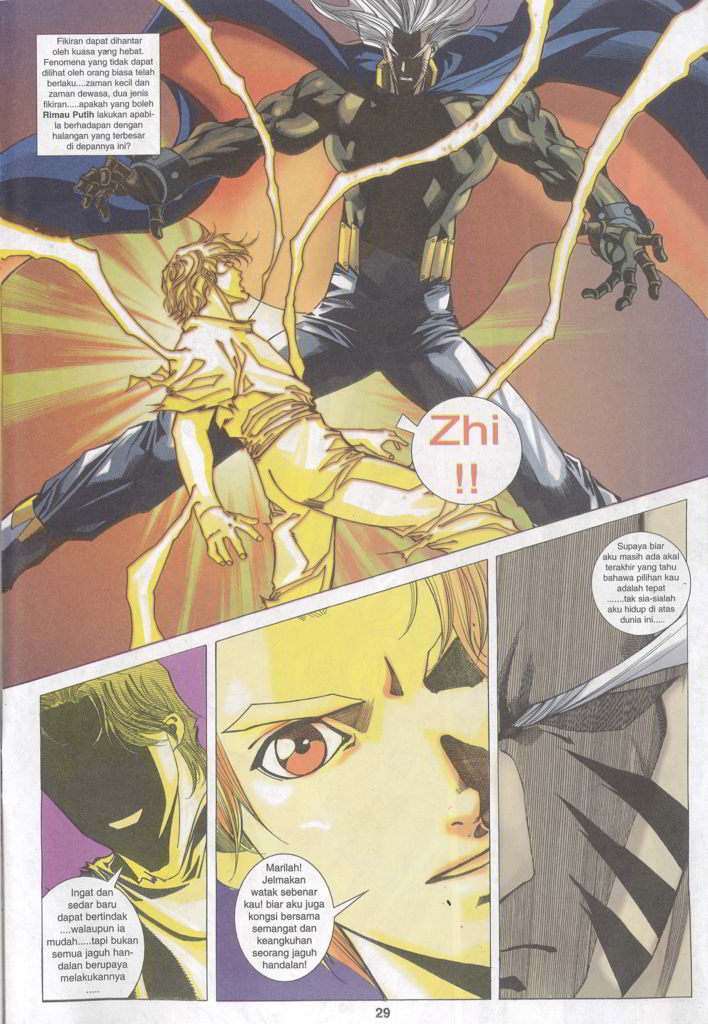 Fikiran dapat dihantar
oleh kuasa yang hebat.
Fenomena yang tidak dapat
dilihat oleh orang biasa telah
berlaku....zaman kecil dan
zaman dewasa, dua jenis
fikiran.....apakah yang boleh
Rimau Putih lakukan apabi-
la berhadapan dengan
halangan yang terbesar
di depannya ini?
Zhi
!!
Supaya biar
aku masih ada akal
terakhir yang tahu
bahawa pilihan kau
adalah tepat
.......tak sia-sialah
aku hidup di atas
dunia ini.....
Marilah!
Jelmakan
watak sebenar
kau! biar aku juga
kongsi bersama
semangat dan
keangkuhan
seorang jaguh
handalan!
Ingat dan
sedar baru
dapat bertindak
....walaupun ia
mudah.....tapi bukan
semua jaguh han-
dalan berupaya
melakukannya
.....
29